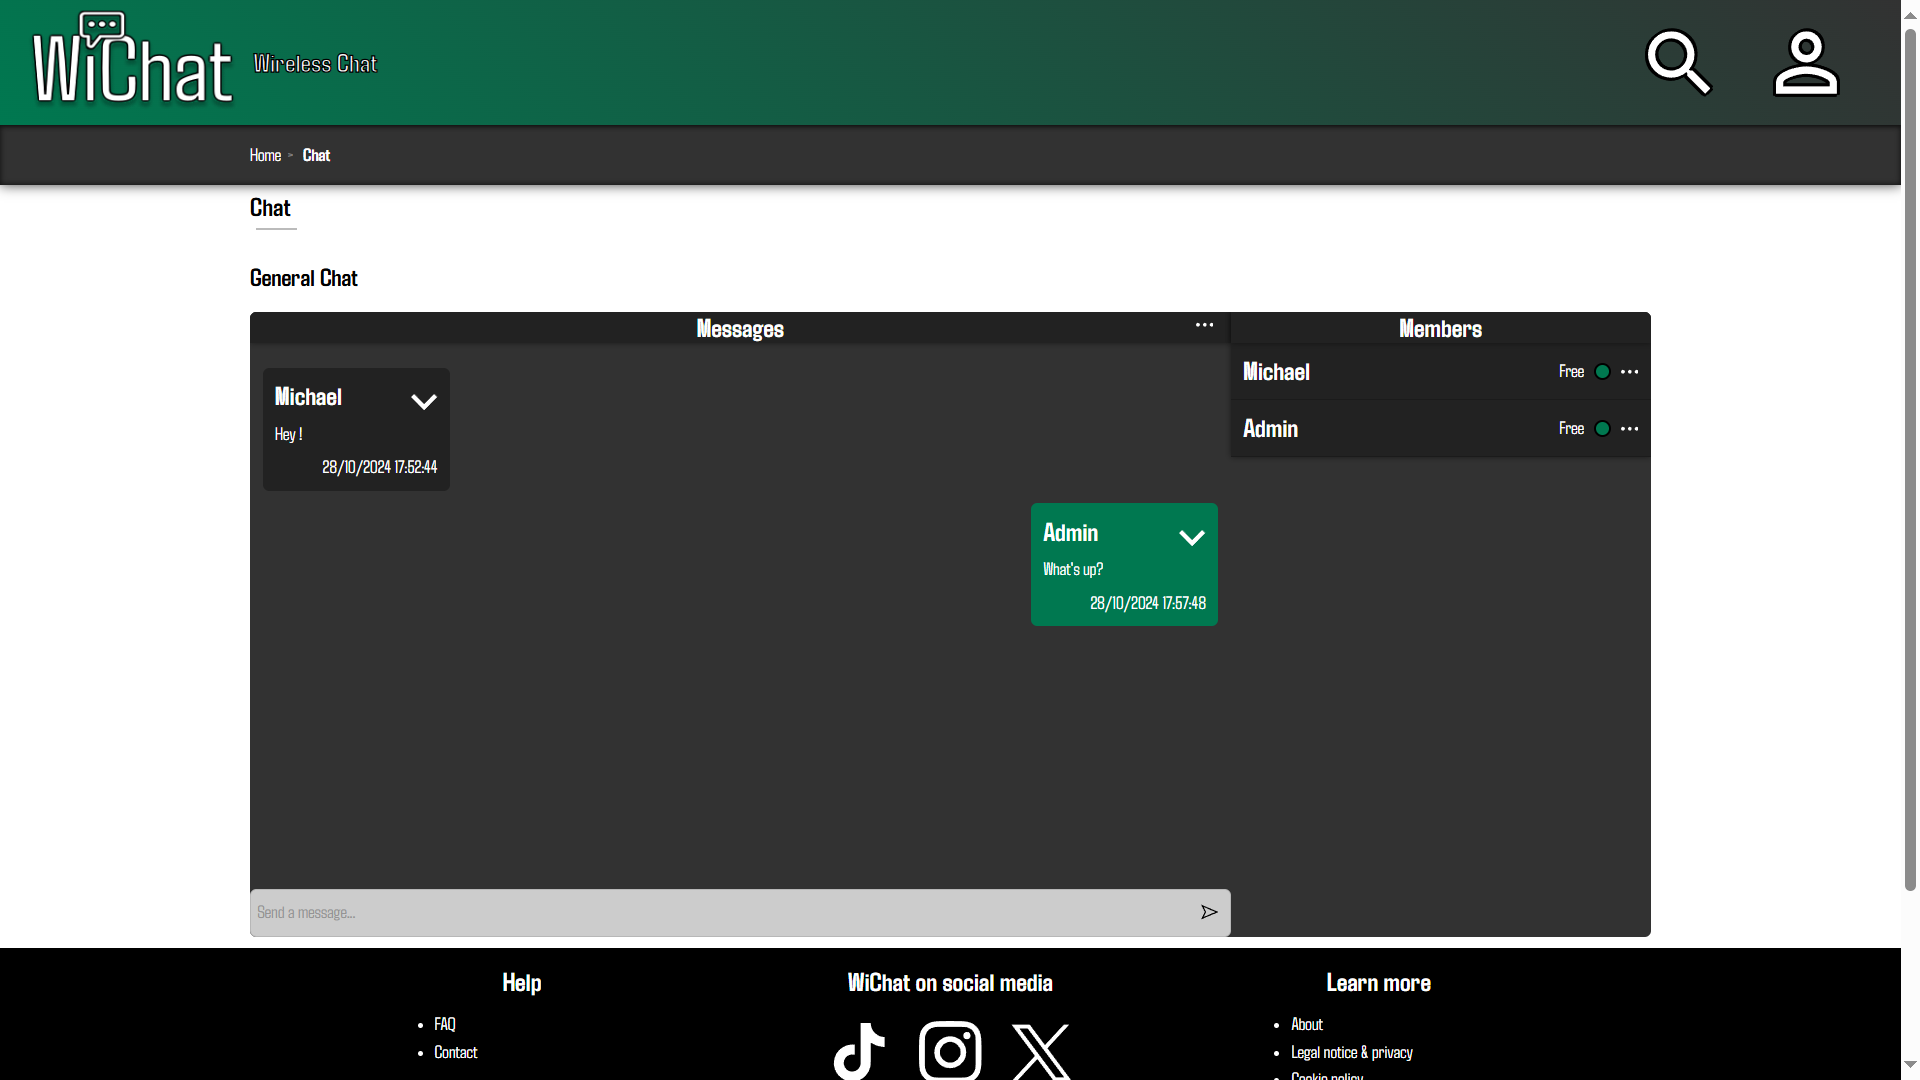 WiChat
Wireless Chat
Home > Chat
Chat
General Chat
Messages
Members
Michael
Hey !
28/10/2024 17:52:44
Michael Free
Admin Free
Admin
What's up?
28/10/2024 17:57:48
Send a message...
Help
FAQ
Contact
WiChat on social media
Learn more
About
Legal notice & privacy
Cookie policy